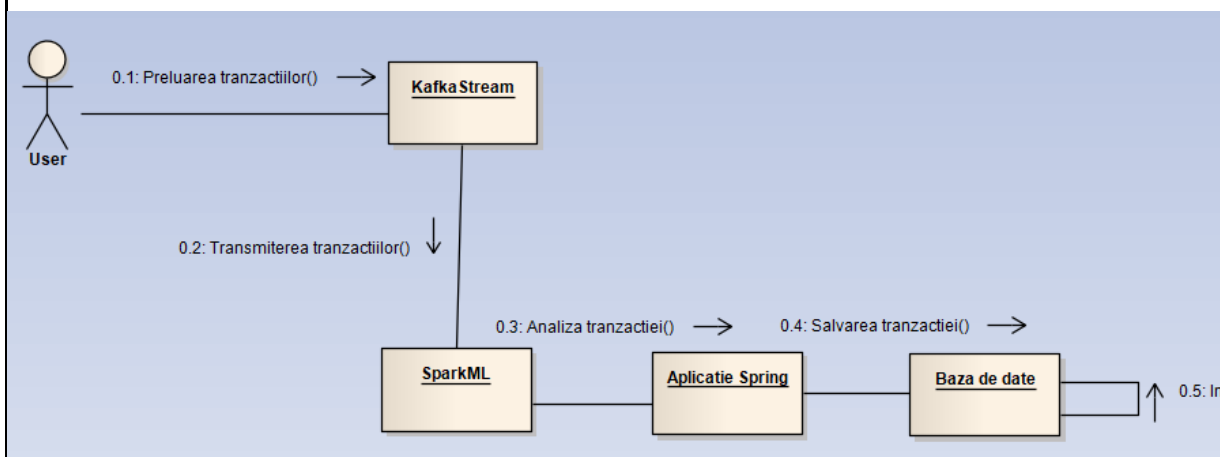 0.1: Preluarea tranzactiilor()
KafkaStream
User
0.2: Transmiterea tranzactiilor()
0.3: Analiza tranzactiei()
0.4: Salvarea tranzactiei()
SparkML
Aplicatie Spring
Baza de date
0.5: